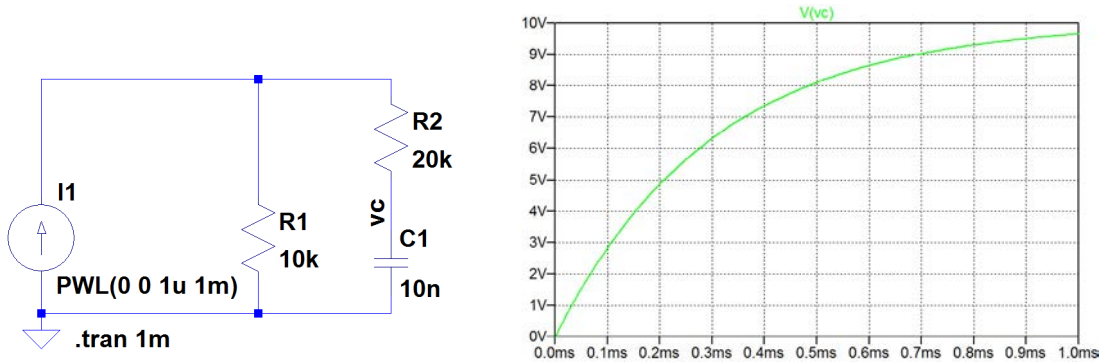 I1
PWL(0 0 1u 1m)
.tran 1m
R1
10k
R2
20k
vc
C1
10n
V(vc)
10V
9V
8V
7V
6V
5V
4V
3V
2V
1V
0V
0.0ms 0.1ms 0.2ms 0.3ms 0.4ms 0.5ms 0.6ms 0.7ms 0.8ms 0.9ms 1.0ms